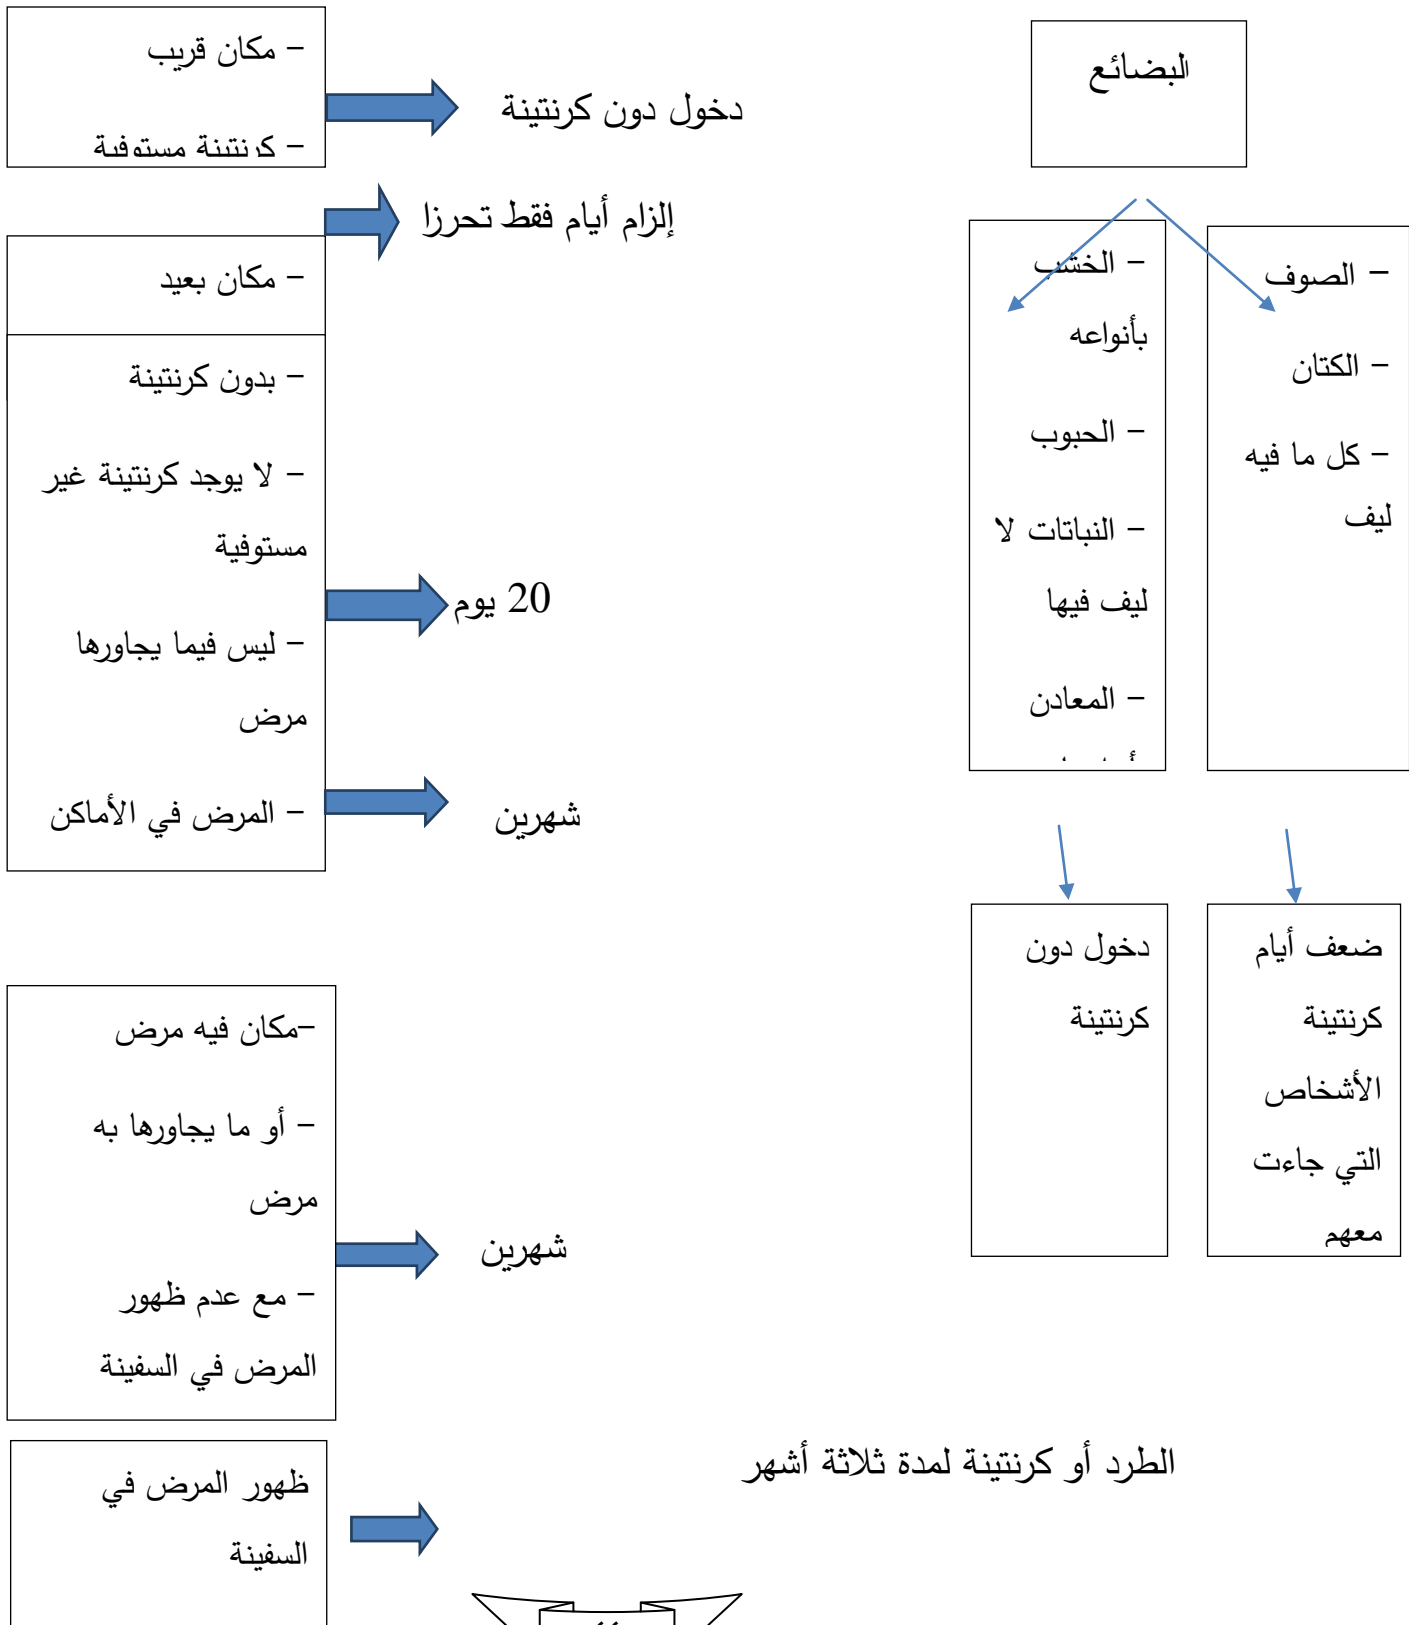 البضائع
– الصوف
– الكتان
– كل ما فيه
ليف
– الخشب
بأنواعه
– الحبوب
– النباتات لا
ليف فيها
– المعادن
ضعف أيام
كرنتينة
الأشخاص
التي جاءت
معهم
دخول دون
كرنتينة
– مكان قريب
– كرنتينة مستوفية
دخول دون كرنتينة
– مكان بعيد
إلزام أيام فقط تحرزا
– بدون كرنتينة
– لا يوجد كرنتينة غير
مستوفية
– ليس فيما يجاورها
مرض
20 يوم
– المرض في الأماكن
شهرين
–مكان فيه مرض
– أو ما يجاورها به
مرض
– مع عدم ظهور
المرض في السفينة
شهرين
ظهور المرض في
السفينة
الطرد أو كرنتينة لمدة ثلاثة أشهر